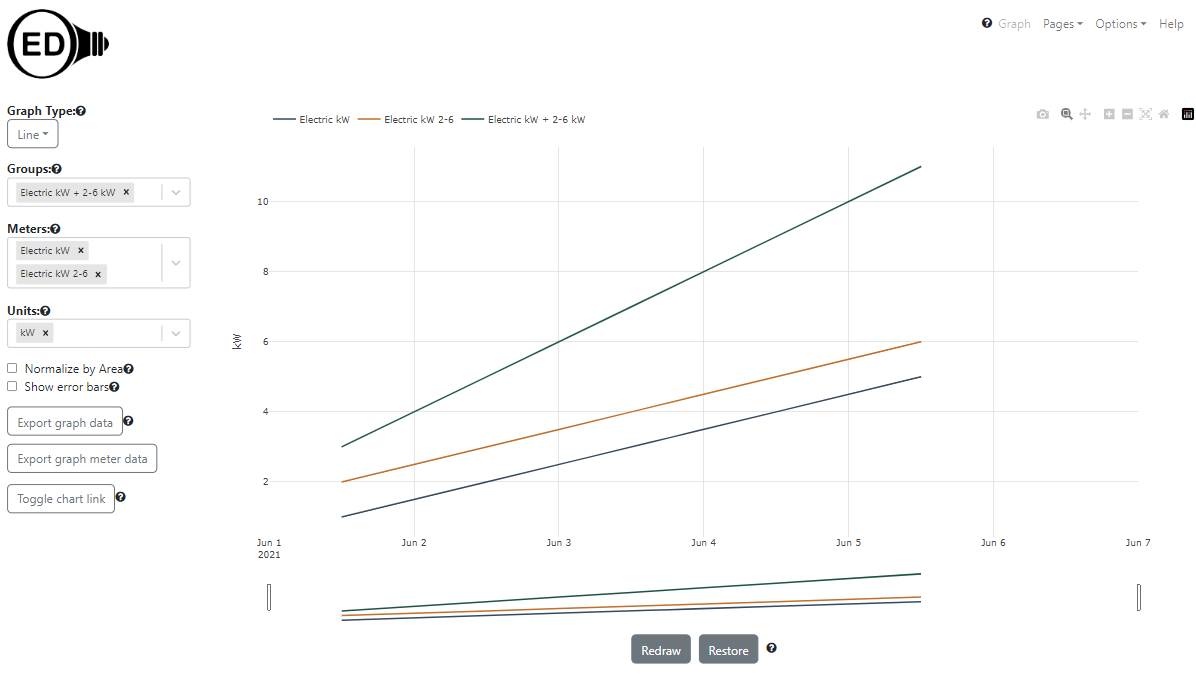 ED
Graph Pages Options Help
Graph Type:
Line
Groups:
Electric kW + 2-6 kW ×
Meters:
Electric kW ×
Electric kW 2-6 ×
Units:
kW ×
Normalize by Area
Show error bars
Export graph data
Export graph meter data
Toggle chart link
Electric kW Electric kW 2-6 Electric kW + 2-6 kW
kW
10
8
6
4
2
Jun 1 Jun 2 Jun 3 Jun 4 Jun 5 Jun 6 Jun 7
2021
Redraw Restore